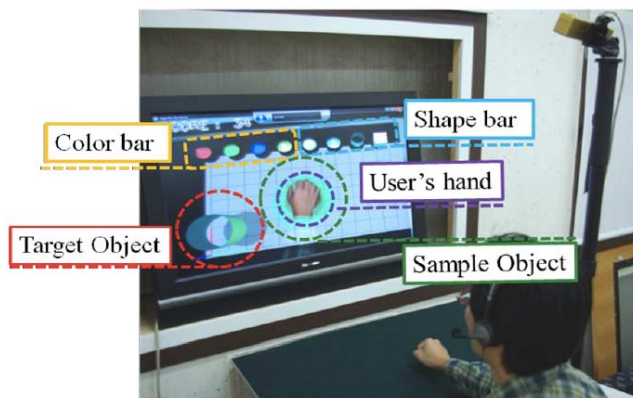 Color bar
Shape bar
User's hand
Target Object
Sample Object